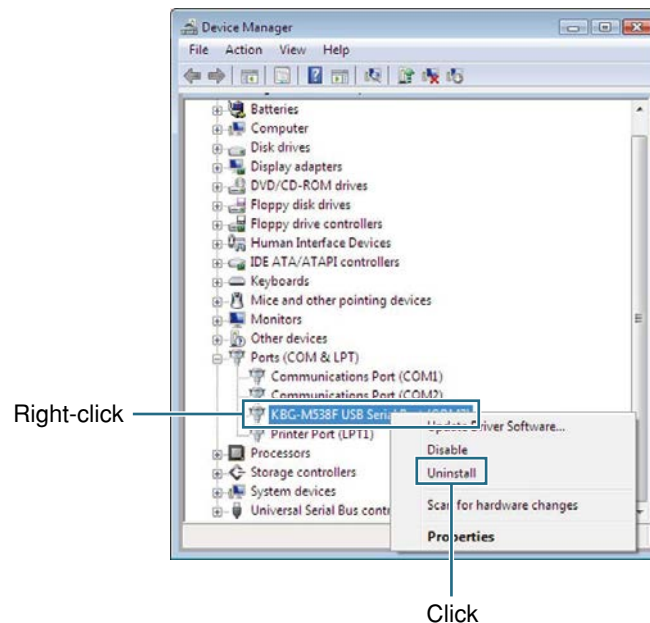 Device Manager
File Action View Help
Batteries
Computer
Disk drives
Display adapters
DVD/CD-ROM drives
Floppy disk drives
Floppy drive controllers
Human Interface Devices
IDE ATA/ATAPI controllers
Keyboards
Mice and other pointing devices
Monitors
Other devices
Ports (COM & LPT)
Communications Port (COM1)
Communications Port (COM2)
Right-click
KBG-M538F USB Serial Port
Printer Port (LPT1)
Processors
Storage controllers
System devices
Universal Serial Bus
Update Driver Software...
Disable
Uninstall
Scan for hardware changes
Properties
Click